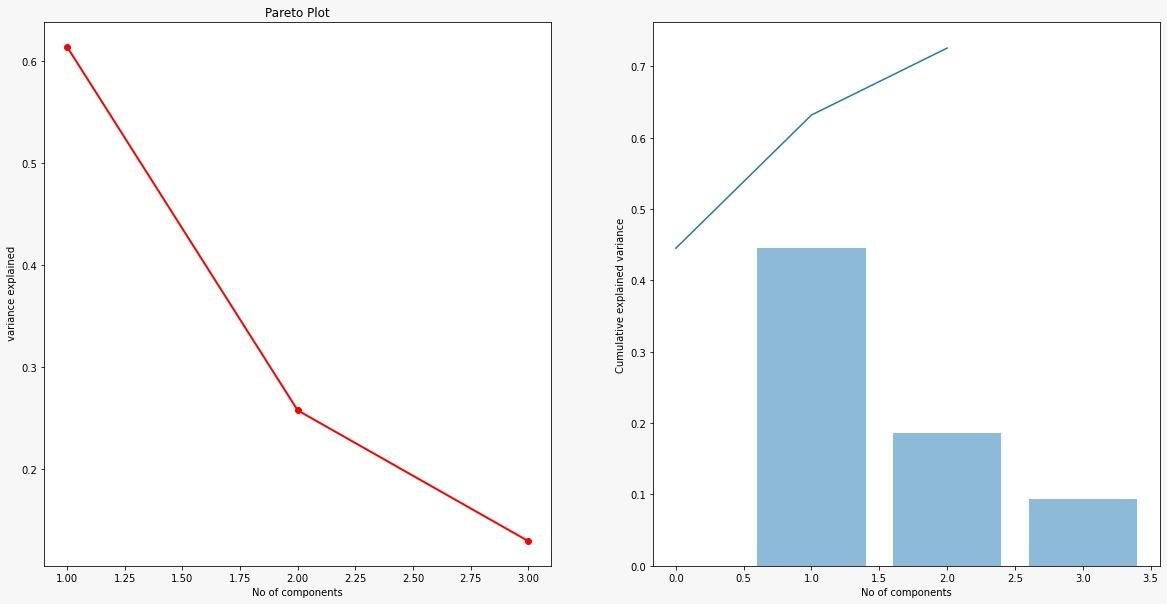 Pareto Plot
variance explained
0.6
0.5
0.4
0.3
0.2
1.00 1.25 1.50 1.75 2.00 2.25 2.50 2.75 3.00
No of components
Cumulative explained variance
0.7
0.6
0.5
0.4
0.3
0.2
0.1
0.0
0.0 0.5 1.0 1.5 2.0 2.5 3.0 3.5
No of components